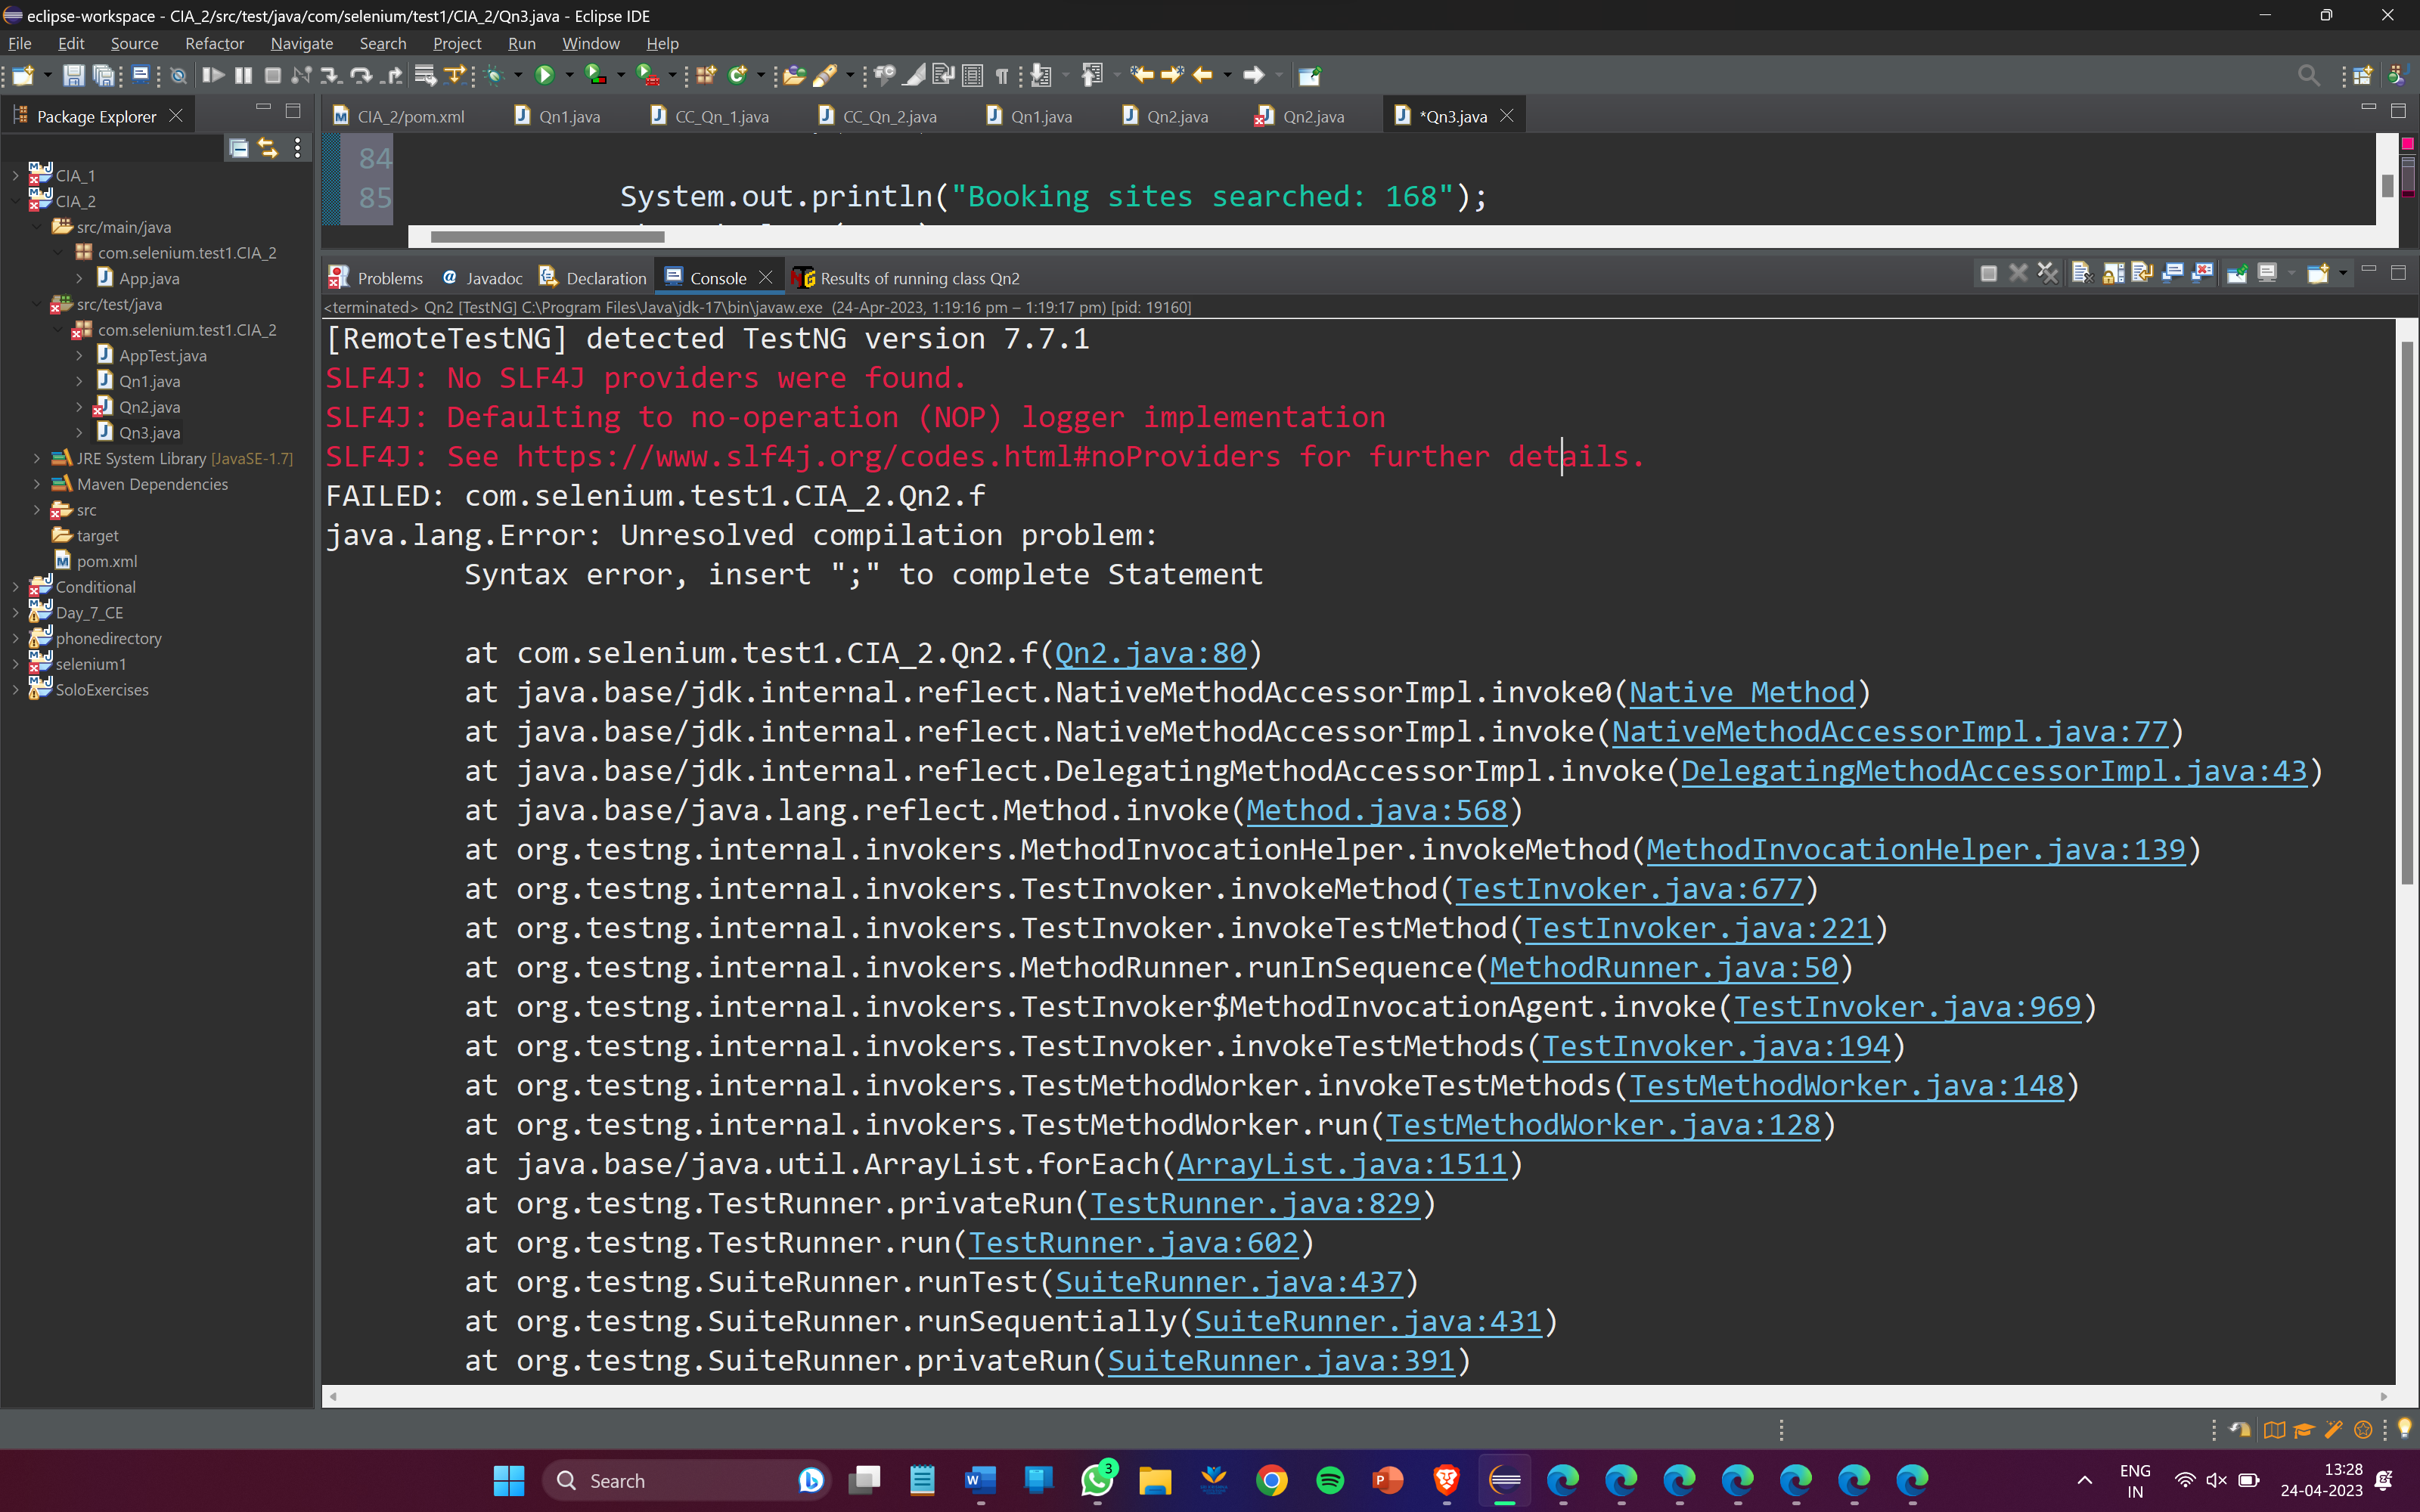 eclipse-workspace - CIA_2/src/test/java/com/selenium/test1/CIA_2/Qn3.java - Eclipse IDE
File Edit Source Refactor Navigate Search Project Run Window Help
Package Explorer
CIA_1
CIA_2
src/main/java
com.selenium.test1.CIA_2
App.java
src/test/java
com.selenium.test1.CIA_2
AppTest.java
Qn1.java
Qn2.java
Qn3.java
JRE System Library [JavaSE-1.7]
Maven Dependencies
src
target
pom.xml
Conditional
Day_7_CE
phonedirectory
selenium1
SoloExercises
CIA_2/pom.xml Qn1.java CC_Qn_1.java CC_Qn_2.java Qn1.java Qn2.java Qn2.java *Qn3.java
84
85 System.out.println("Booking sites searched: 168");
Problems Javadoc Declaration Console Results of running class Qn2
<terminated> Qn2 [TestNG] C:\Program Files\Java\jdk-17\bin\javaw.exe (24-Apr-2023, 1:19:16 pm – 1:19:17 pm) [pid: 19160]
[RemoteTestNG] detected TestNG version 7.7.1
SLF4J: No SLF4J providers were found.
SLF4J: Defaulting to no-operation (NOP) logger implementation
SLF4J: See https://www.slf4j.org/codes.html#noProviders for further details.
FAILED: com.selenium.test1.CIA_2.Qn2.f
java.lang.Error: Unresolved compilation problem:
Syntax error, insert ";" to complete Statement
at com.selenium.test1.CIA_2.Qn2.f(Qn2.java:80)
at java.base/jdk.internal.reflect.NativeMethodAccessorImpl.invoke0(Native Method)
at java.base/jdk.internal.reflect.NativeMethodAccessorImpl.invoke(NativeMethodAccessorImpl.java:77)
at java.base/jdk.internal.reflect.DelegatingMethodAccessorImpl.invoke(DelegatingMethodAccessorImpl.java:43)
at java.base/java.lang.reflect.Method.invoke(Method.java:568)
at org.testng.internal.invokers.MethodInvocationHelper.invokeMethod(MethodInvocationHelper.java:139)
at org.testng.internal.invokers.TestInvoker.invokeMethod(TestInvoker.java:677)
at org.testng.internal.invokers.TestInvoker.invokeTestMethod(TestInvoker.java:221)
at org.testng.internal.invokers.MethodRunner.runInSequence(MethodRunner.java:50)
at org.testng.internal.invokers.TestInvoker$MethodInvocationAgent.invoke(TestInvoker.java:969)
at org.testng.internal.invokers.TestInvoker.invokeTestMethods(TestInvoker.java:194)
at org.testng.internal.invokers.TestMethodWorker.invokeTestMethods(TestMethodWorker.java:148)
at org.testng.internal.invokers.TestMethodWorker.run(TestMethodWorker.java:128)
at java.base/java.util.ArrayList.forEach(ArrayList.java:1511)
at org.testng.TestRunner.privateRun(TestRunner.java:829)
at org.testng.TestRunner.run(TestRunner.java:602)
at org.testng.SuiteRunner.runTest(SuiteRunner.java:437)
at org.testng.SuiteRunner.runSequentially(SuiteRunner.java:431)
at org.testng.SuiteRunner.privateRun(SuiteRunner.java:391)
Search
3
ENG
IN
13:28
24-04-2023